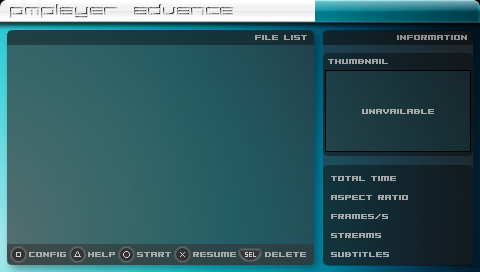 pmplayer advance
FILE LIST
INFORMATION
THUMBNAIL
UNAVAILABLE
TOTAL TIME
ASPECT RATIO
FRAMES/S
STREAMS
SUBTITLES
CONFIG HELP START RESUME SEL DELETE